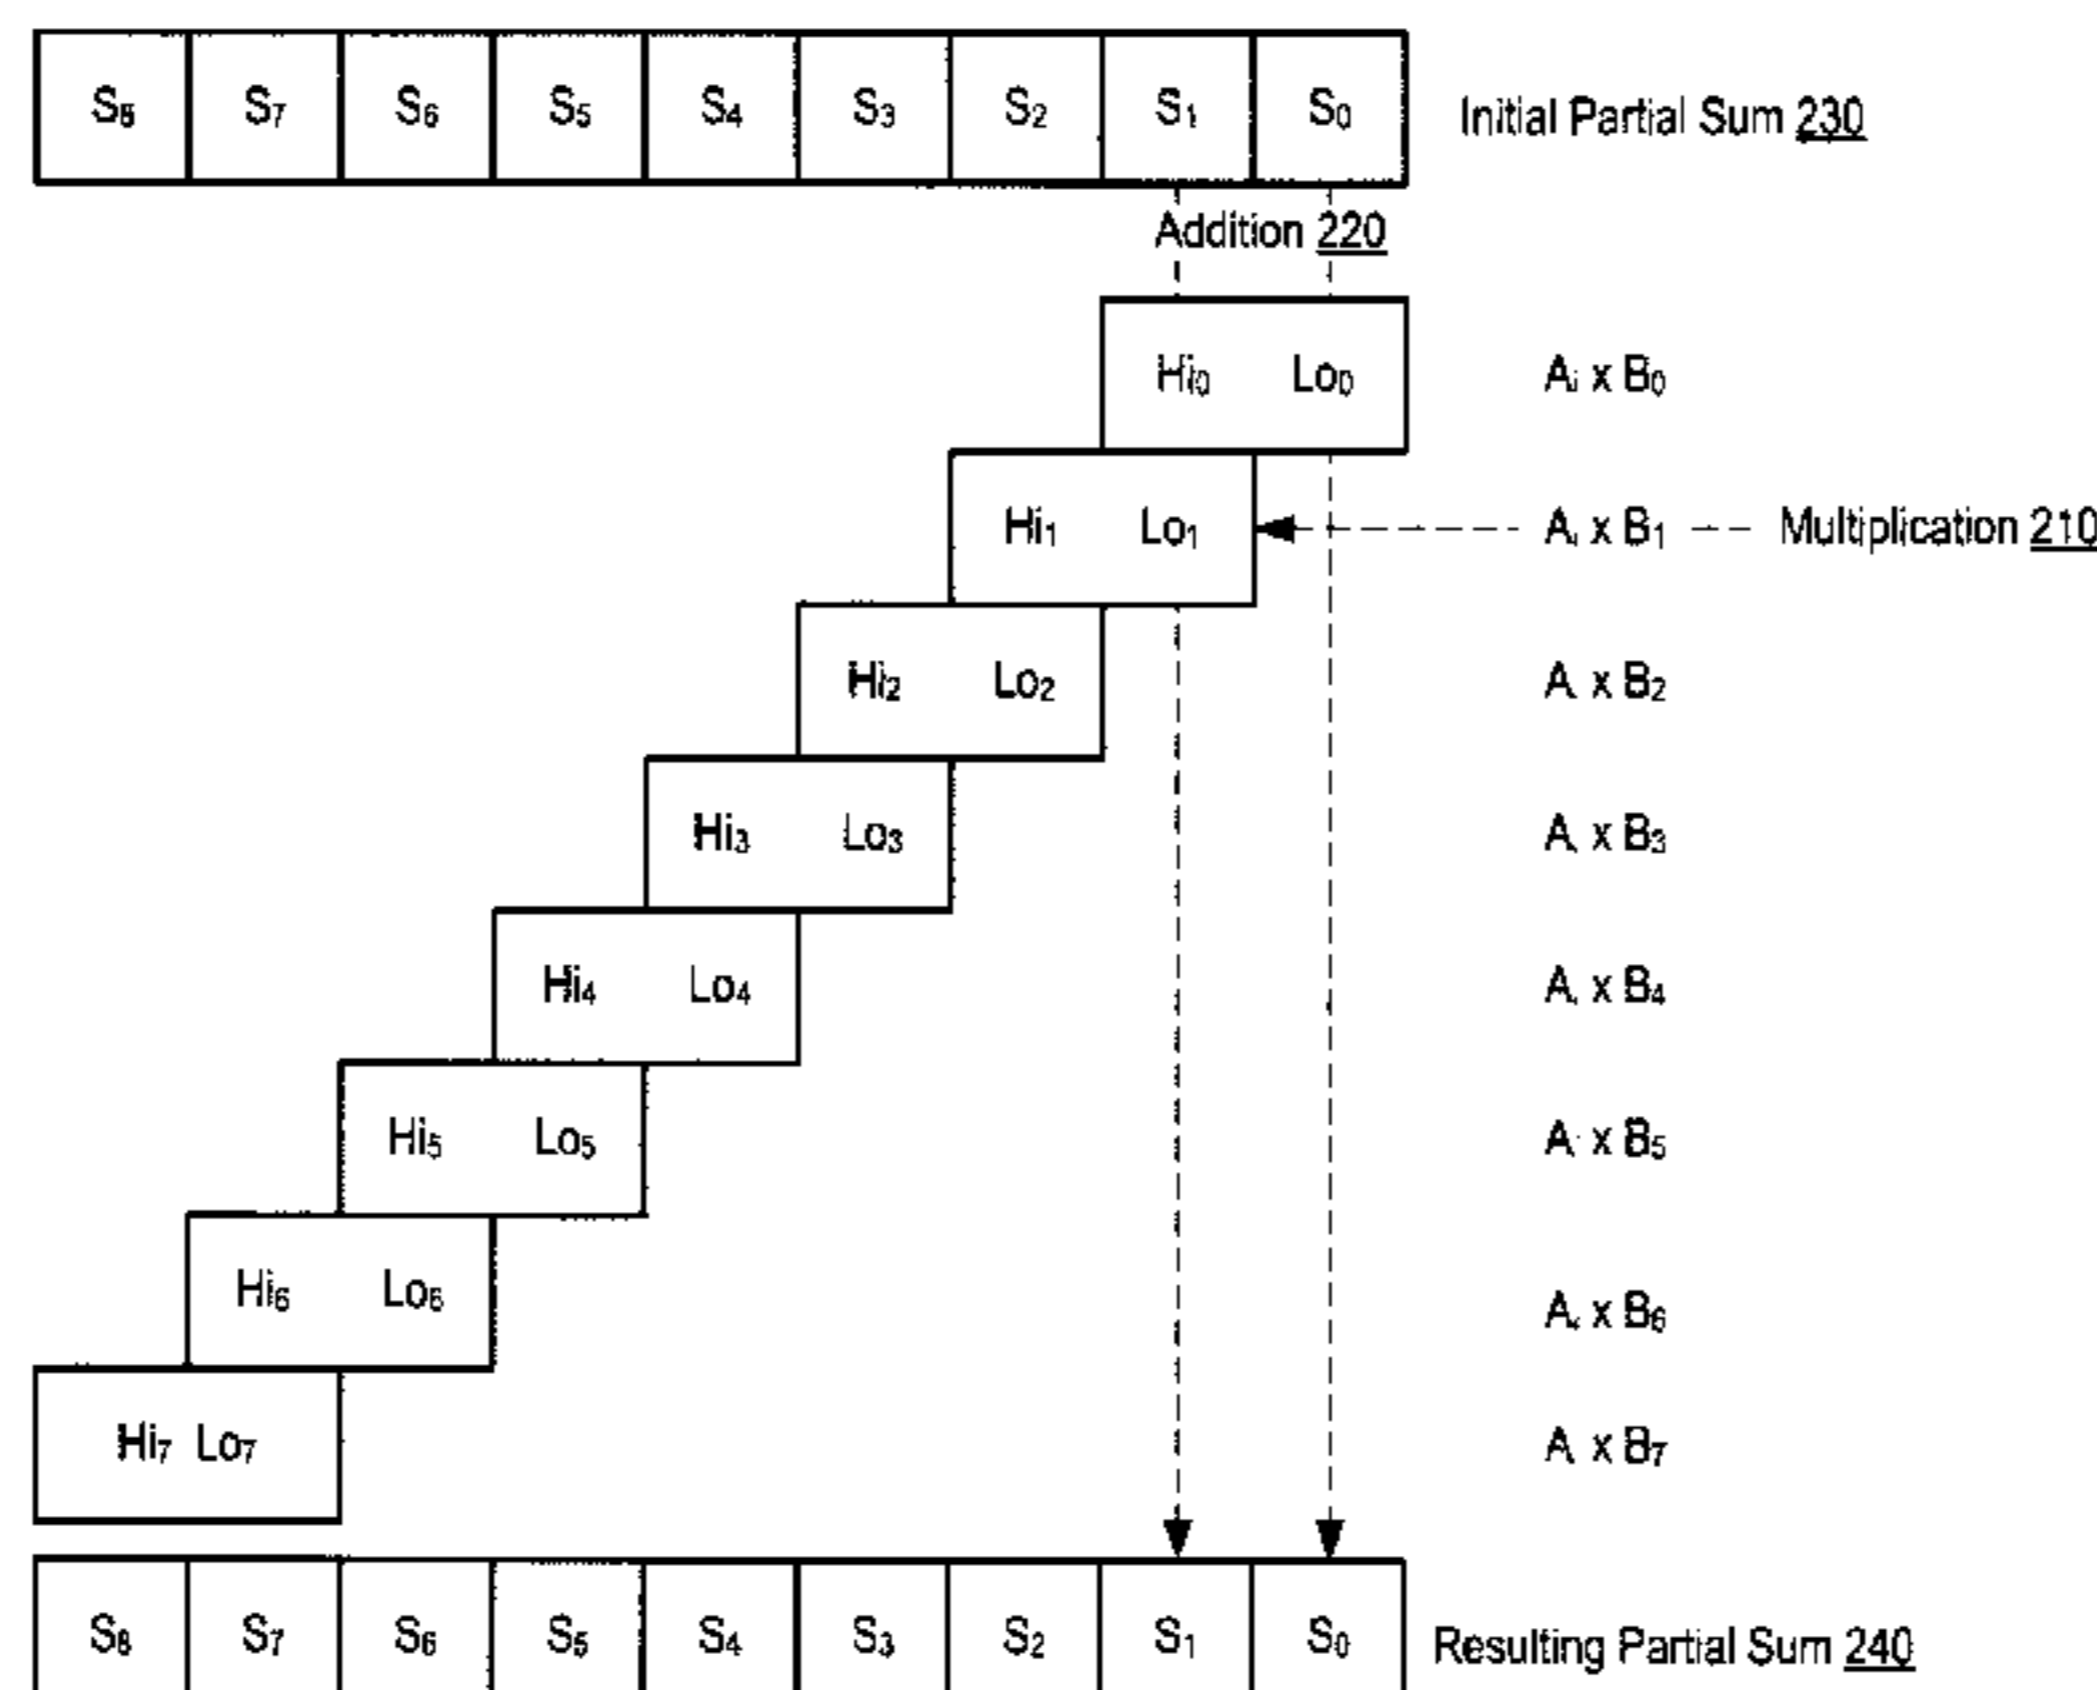 S₈ S₇ S₆ S₅ S₄ S₃ S₂ S₁ S₀ Initial Partial Sum 230
Addition 220
Hi₀ Lo₀ Aᵢ x B₀
Hi₁ Lo₁ Aᵢ x B₁ Multiplication 210
Hi₂ Lo₂ Aᵢ x B₂
Hi₃ Lo₃ Aᵢ x B₃
Hi₄ Lo₄ Aᵢ x B₄
Hi₅ Lo₅ Aᵢ x B₅
Hi₆ Lo₆ Aᵢ x B₆
Hi₇ Lo₇ Aᵢ x B₇
S₈ S₇ S₆ S₅ S₄ S₃ S₂ S₁ S₀ Resulting Partial Sum 240